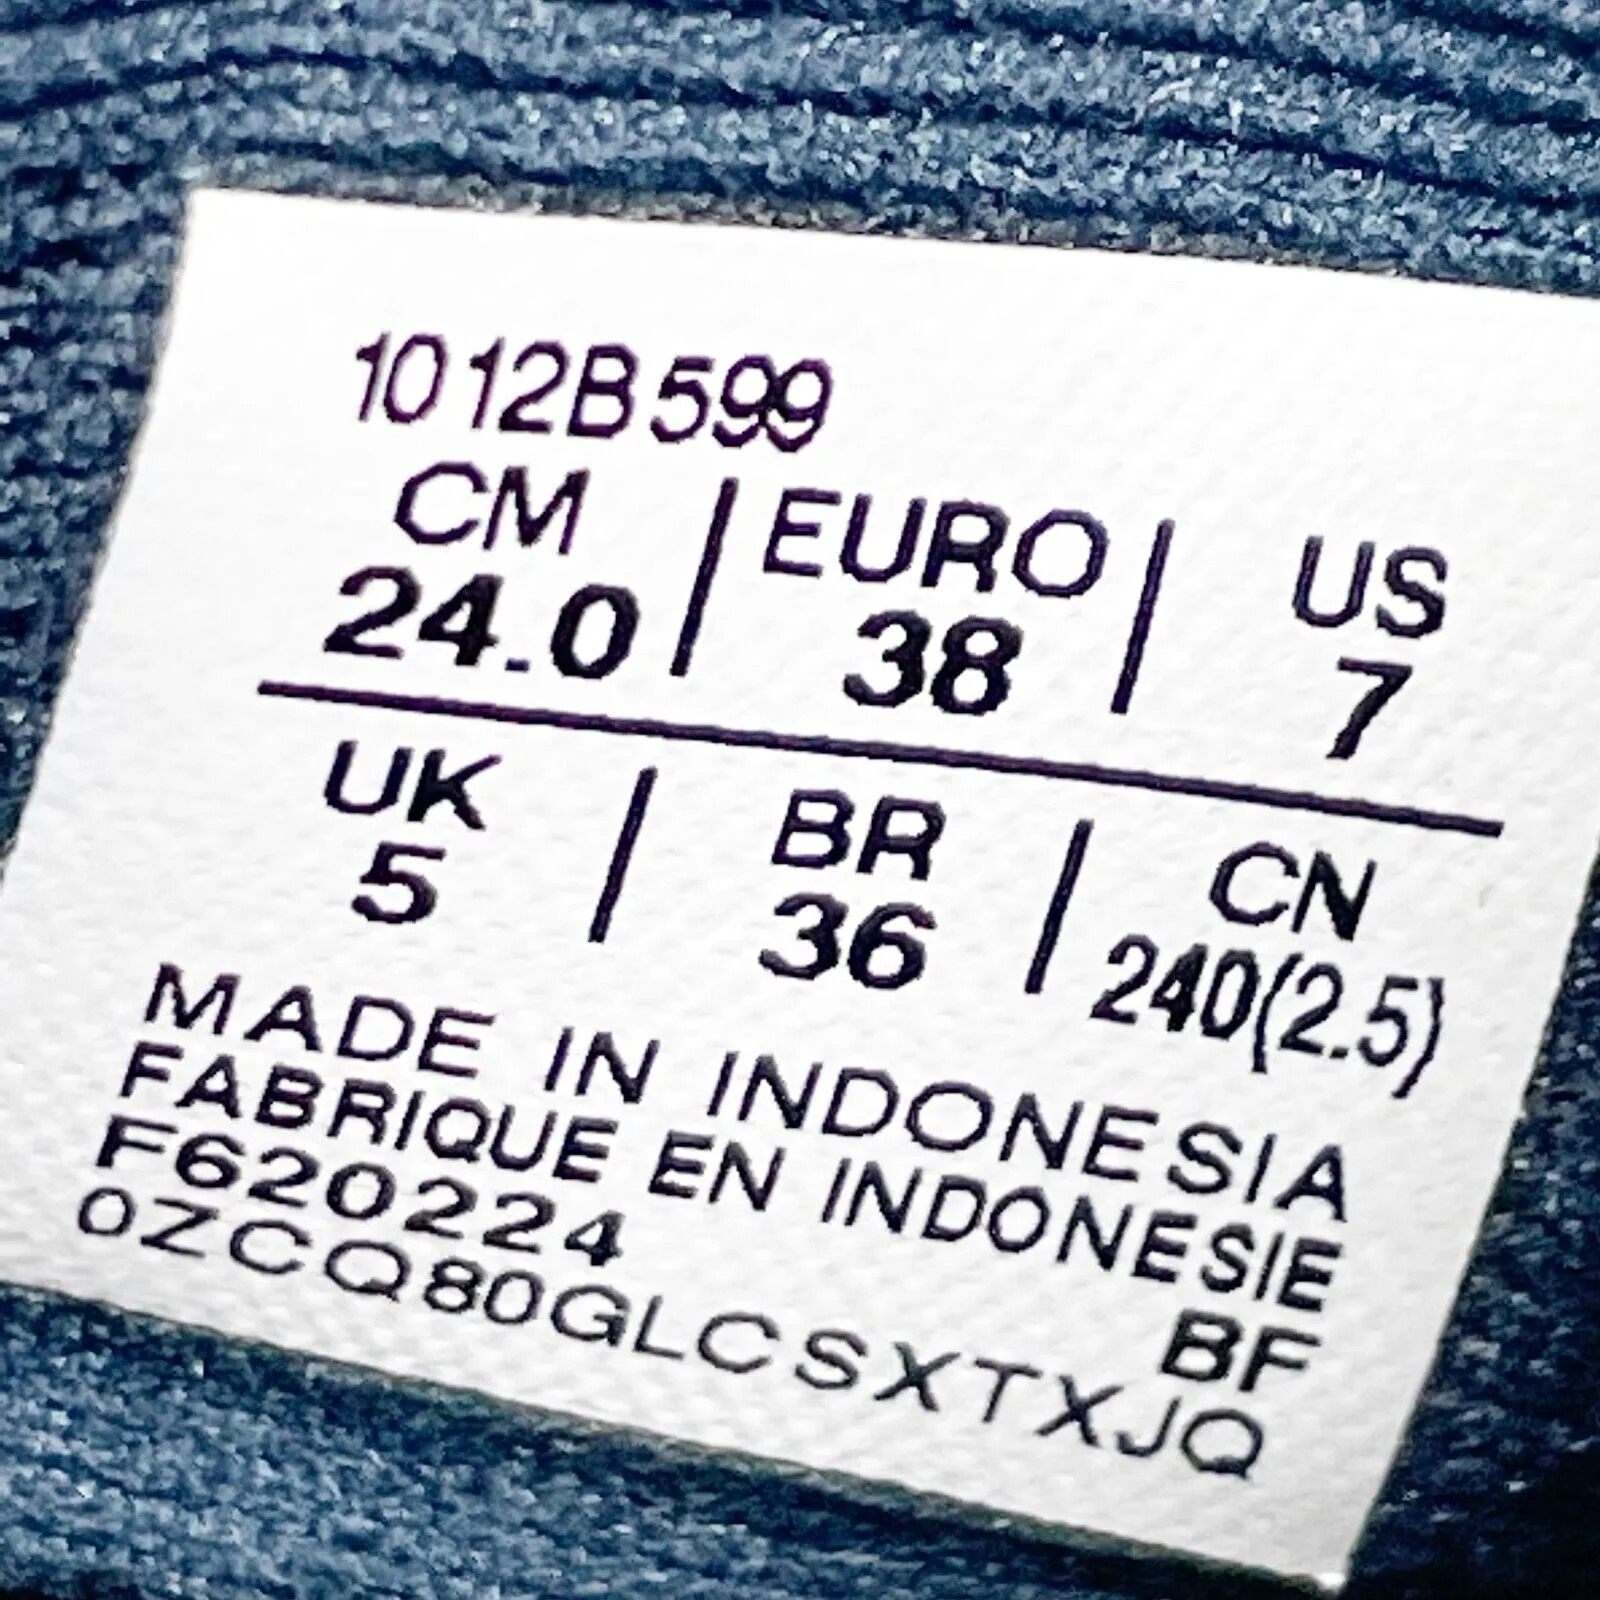 1012B599
CM | EURO | US
24.0 | 38 | 7
UK | BR | CN
5 | 36 | 240(2.5)
MADE IN INDONESIA
FABRIQUE EN INDONESIE
F620224 BF
0ZCQ80GLCSXTXJQ